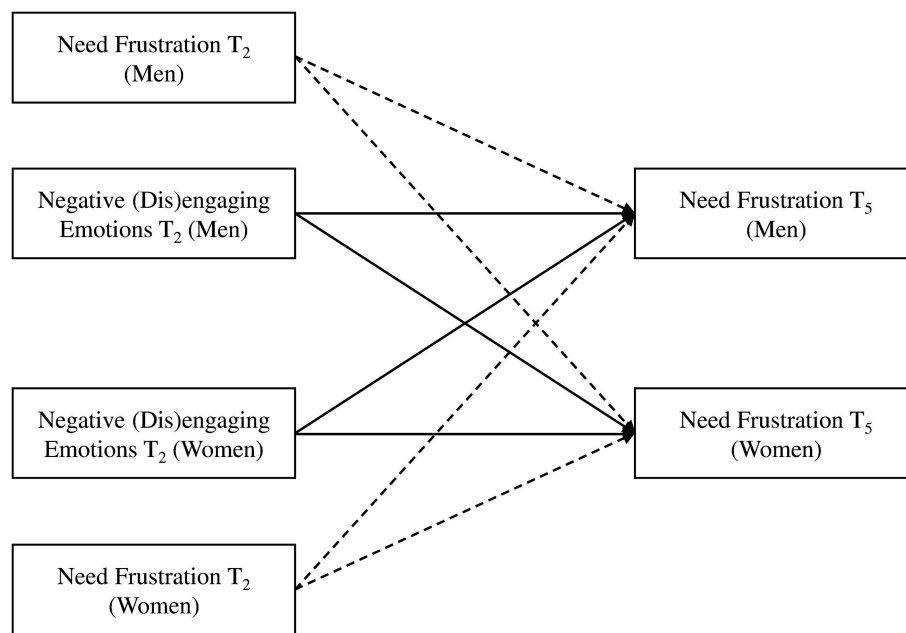 Need Frustration T₂
(Men)
Negative (Dis)engaging
Emotions T₂ (Men)
Need Frustration T₅
(Men)
Negative (Dis)engaging
Emotions T₂ (Women)
Need Frustration T₅
(Women)
Need Frustration T₂
(Women)